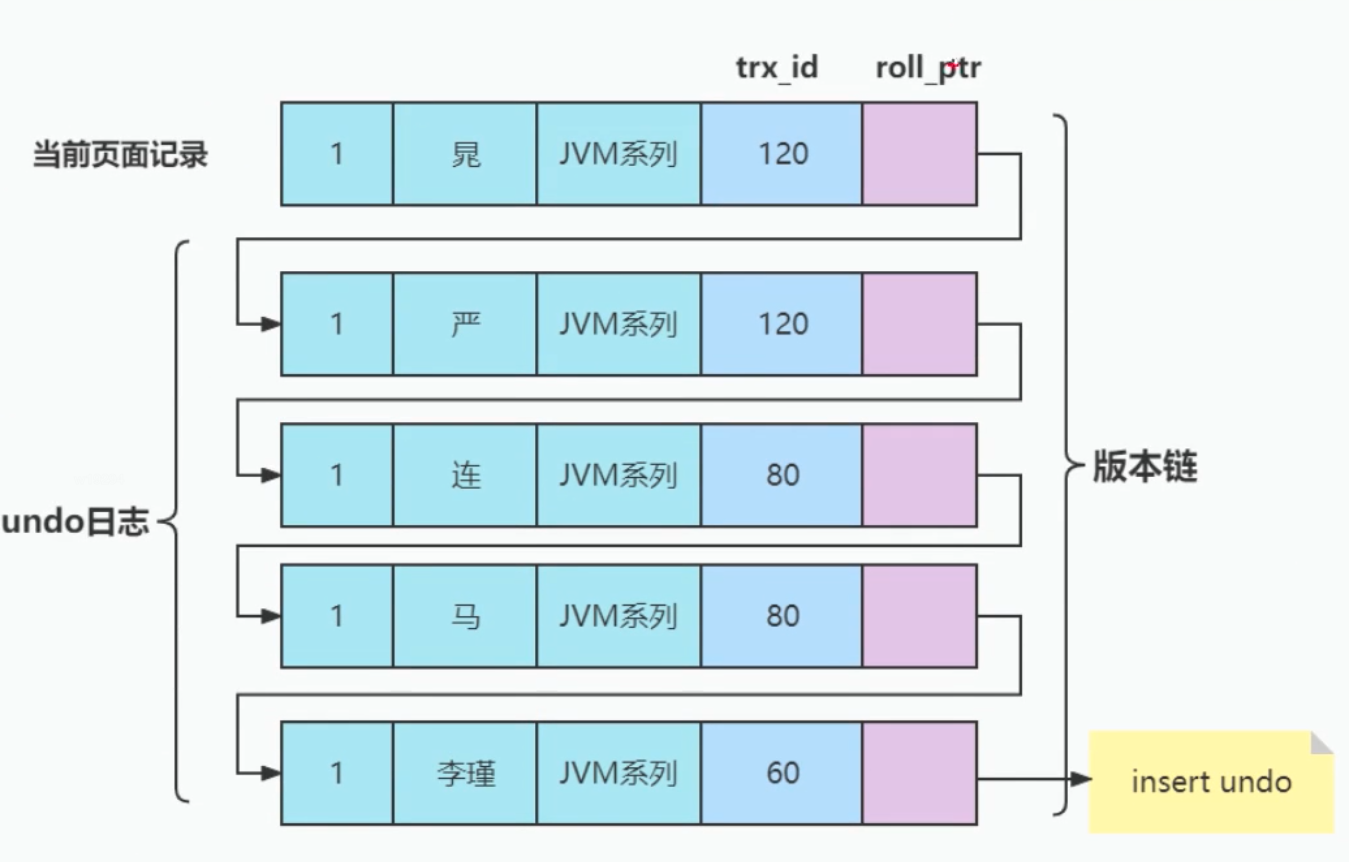 trx_id roll_ptr
当前页面记录 1 晁 JVM系列 120
1 严 JVM系列 120
1 连 JVM系列 80
版本链
undo日志
1 马 JVM系列 80
1 李瑾 JVM系列 60
insert undo